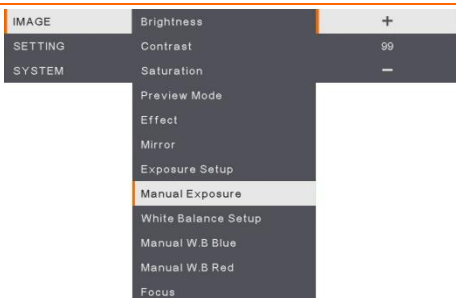 IMAGE
SETTING
SYSTEM
Brightness
Contrast
Saturation
Preview Mode
Effect
Mirror
Exposure Setup
Manual Exposure
White Balance Setup
Manual W.B Blue
Manual W.B Red
Focus
+
99
−